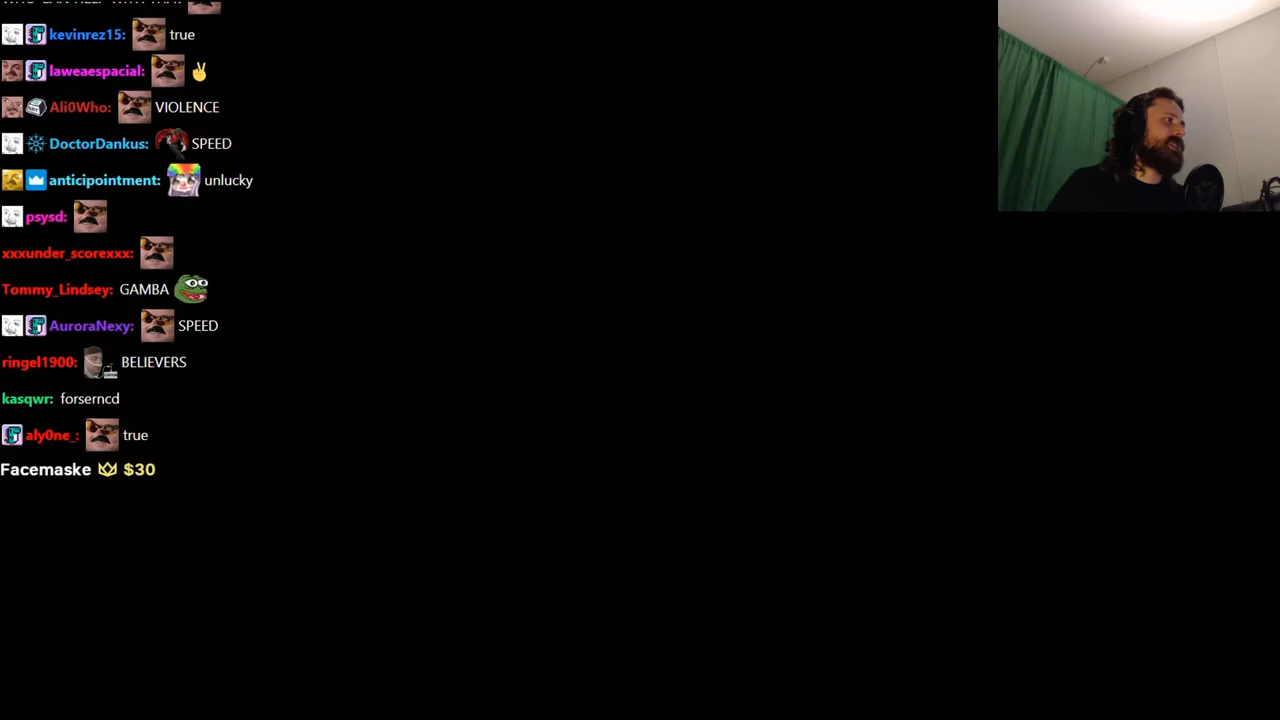 kevinrez15: true
laweaespacial:
Ali0Who: VIOLENCE
DoctorDankus: SPEED
anticipointment: unlucky
psysd:
xxxunder_scorexxx:
Tommy_Lindsey: GAMBA
AuroraNexy: SPEED
ringel1900: BELIEVERS
kasqwr: forserncd
aly0ne_: true
Facemaske $30